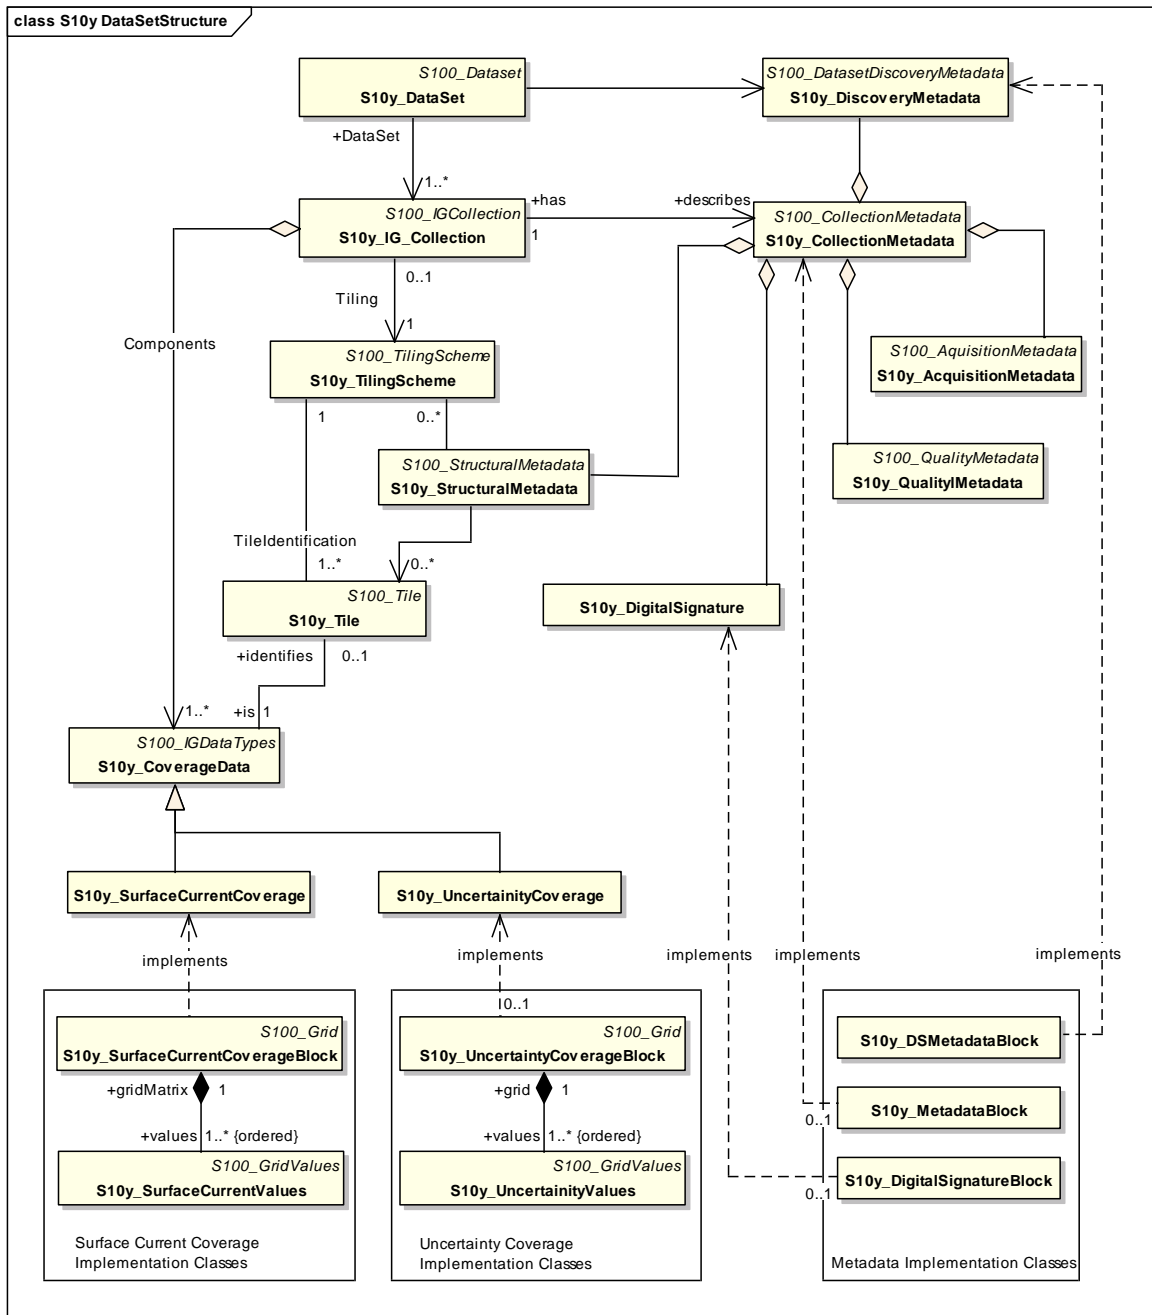 class S10y DataSetStructure
S100_Dataset
S10y_DataSet
S100_DatasetDiscoveryMetadata
S10y_DiscoveryMetadata
+DataSet
1..*
S100_IGCollection
S10y_IG_Collection
+has
1
+describes
S100_CollectionMetadata
S10y_CollectionMetadata
0..1
Tiling
1
Components
S100_TilingScheme
S10y_TilingScheme
S100_AquisitionMetadata
S10y_AcquisitionMetadata
1
0..*
S100_StructuralMetadata
S10y_StructuralMetadata
S100_QualityMetadata
S10y_QualityIMetadata
TileIdentification
1..*
0..*
S100_Tile
S10y_Tile
S10y_DigitalSignature
+identifies
0..1
+is
1
1..*
S100_IGDataTypes
S10y_CoverageData
S10y_SurfaceCurrentCoverage
S10y_UncertainityCoverage
implements
implements
implements
implements
implements
0..1
S100_Grid
S10y_SurfaceCurrentCoverageBlock
S100_Grid
S10y_UncertaintyCoverageBlock
S10y_DSMetadataBlock
+gridMatrix
1
+grid
1
S10y_MetadataBlock
0..1
+values
1..* {ordered}
+values
1..* {ordered}
S100_GridValues
S10y_SurfaceCurrentValues
S100_GridValues
S10y_UncertainityValues
S10y_DigitalSignatureBlock
0..1
Surface Current Coverage
Implementation Classes
Uncertainty Coverage
Implementation Classes
Metadada Implementation Classes